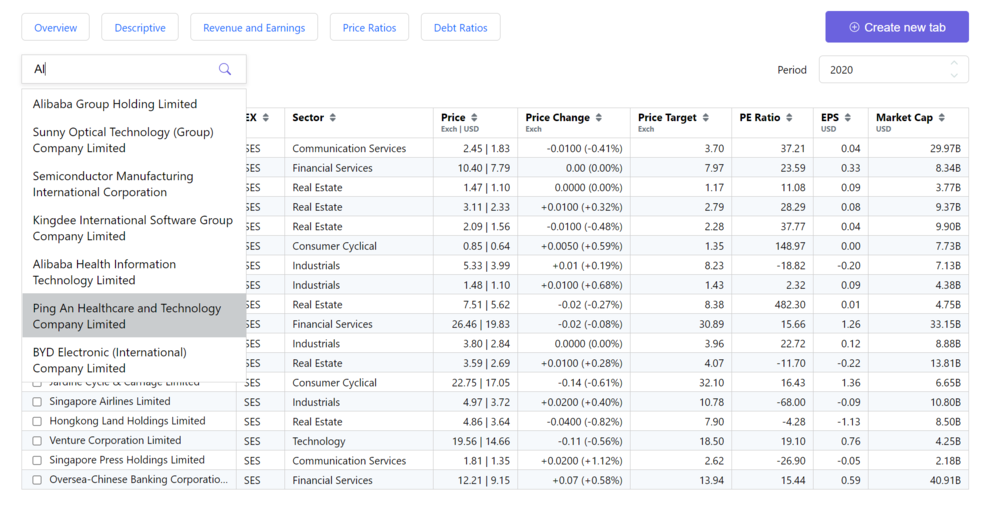 Overview Descriptive Revenue and Earnings Price Ratios Debt Ratios Create new tab
AI Period 2020
Alibaba Group Holding Limited
Sunny Optical Technology (Group)
Company Limited
Semiconductor Manufacturing
International Corporation
Kingdee International Software Group
Company Limited
Alibaba Health Information
Technology Limited
Ping An Healthcare and Technology
Company Limited
BYD Electronic (International)
Company Limited
EX Sector Price Price Change Price Target PE Ratio EPS Market Cap
Exch | USD Exch Exch USD USD
SES Communication Services 2.45 | 1.83 -0.0100 (-0.41%) 3.70 37.21 0.04 29.97B
SES Financial Services 10.40 | 7.79 0.00 (0.00%) 7.97 23.59 0.33 8.34B
SES Real Estate 1.47 | 1.10 0.0000 (0.00%) 1.17 11.08 0.09 3.77B
SES Real Estate 3.11 | 2.33 +0.0100 (+0.32%) 2.79 28.29 0.08 9.37B
SES Real Estate 2.09 | 1.56 -0.0100 (-0.48%) 2.28 37.77 0.04 9.90B
SES Consumer Cyclical 0.85 | 0.64 +0.0050 (+0.59%) 1.35 148.97 0.00 7.73B
SES Industrials 5.33 | 3.99 +0.01 (+0.19%) 8.23 -18.82 -0.20 7.13B
SES Industrials 1.48 | 1.10 +0.0100 (+0.68%) 1.43 2.32 0.09 4.38B
SES Real Estate 7.51 | 5.62 -0.02 (-0.27%) 8.38 482.30 0.01 4.75B
SES Financial Services 26.46 | 19.83 -0.02 (-0.08%) 30.89 15.66 1.26 33.15B
SES Industrials 3.80 | 2.84 0.0000 (0.00%) 3.96 22.72 0.12 8.88B
SES Real Estate 3.59 | 2.69 +0.0100 (+0.28%) 4.07 -11.70 -0.22 13.81B
Jardine Cycle & Carriage Limited SES Consumer Cyclical 22.75 | 17.05 -0.14 (-0.61%) 32.10 16.43 1.36 6.65B
Singapore Airlines Limited SES Industrials 4.97 | 3.72 +0.0200 (+0.40%) 10.78 -68.00 -0.09 10.80B
Hongkong Land Holdings Limited SES Real Estate 4.86 | 3.64 -0.0400 (-0.82%) 7.90 -4.28 -1.13 8.50B
Venture Corporation Limited SES Technology 19.56 | 14.66 -0.11 (-0.56%) 18.50 19.10 0.76 4.25B
Singapore Press Holdings Limited SES Communication Services 1.81 | 1.35 +0.0200 (+1.12%) 2.62 -26.90 -0.05 2.18B
Oversea-Chinese Banking Corporatio... SES Financial Services 12.21 | 9.15 +0.07 (+0.58%) 13.94 15.44 0.59 40.91B